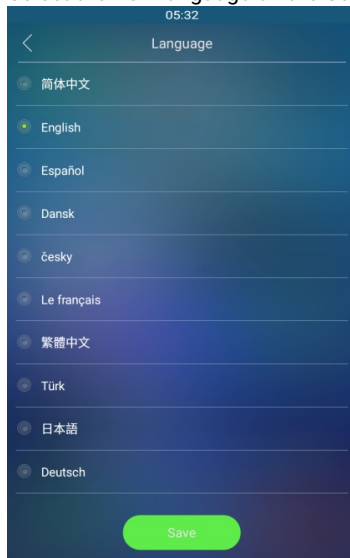 05:32
Language
简体中文
English
Español
Dansk
česky
Le français
繁體中文
Türk
日本語
Deutsch
Save